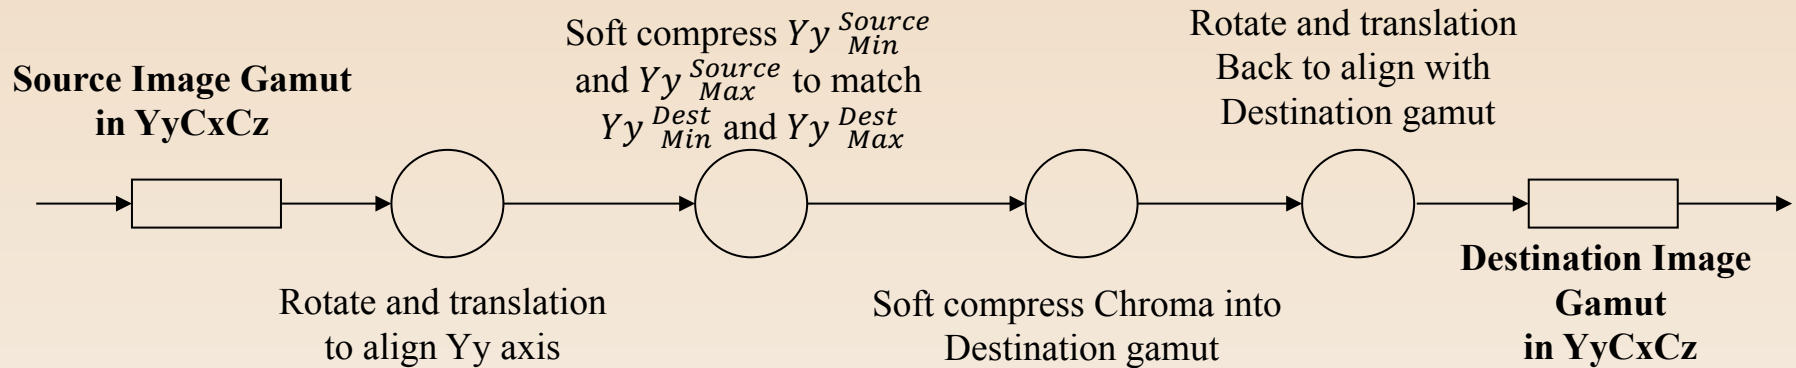 Source Image Gamut
in YyCxCz
Rotate and translation
to align Yy axis
Soft compress Yy Source Min
and Yy Source Max to match
Yy Dest Min and Yy Dest Max
Soft compress Chroma into
Destination gamut
Rotate and translation
Back to align with
Destination gamut
Destination Image
Gamut
in YyCxCz